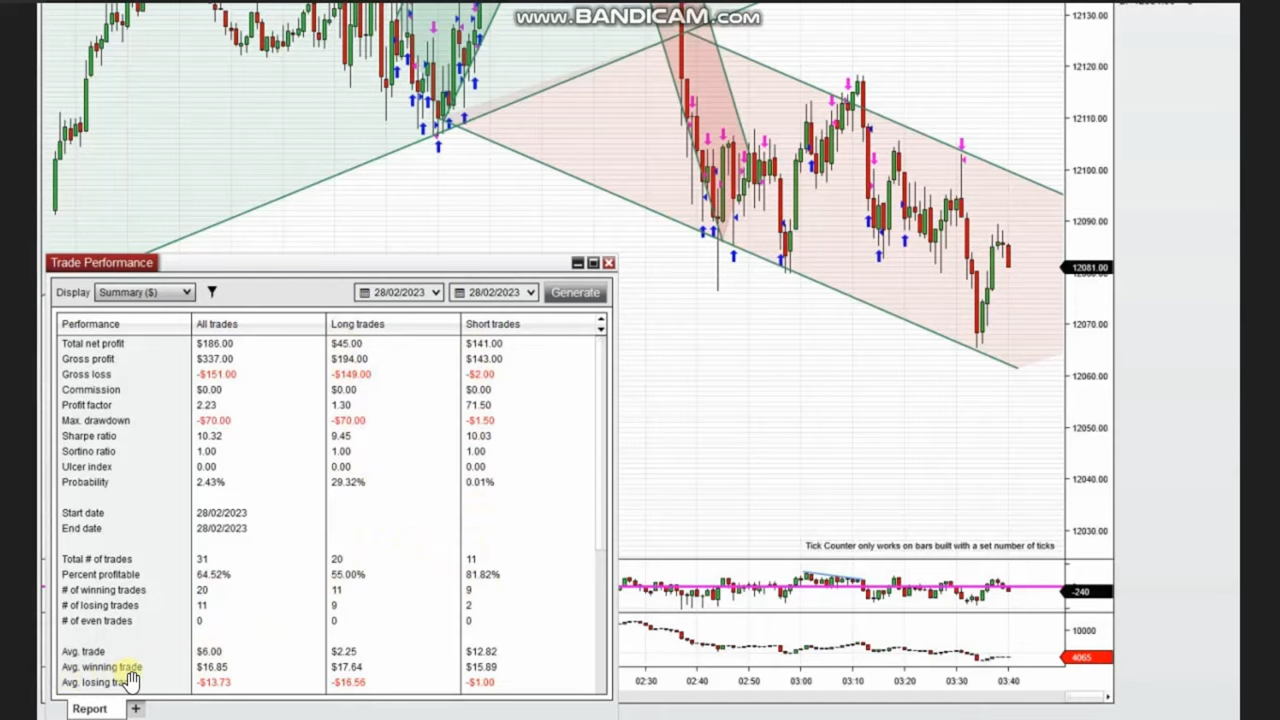 www.BANDICAM.com
12130.00
12120.00
12110.00
12100.00
12090.00
12081.00
12070.00
12060.00
12050.00
12040.00
12030.00
Trade Performance
Display Summary ($) 28/02/2023 28/02/2023 Generate
Performance All trades Long trades Short trades
Total net profit $186.00 $45.00 $141.00
Gross profit $337.00 $194.00 $143.00
Gross loss -$151.00 -$149.00 -$2.00
Commission $0.00 $0.00 $0.00
Profit factor 2.23 1.30 71.50
Max. drawdown -$70.00 -$70.00 -$1.50
Sharpe ratio 10.32 9.45 10.03
Sortino ratio 1.00 1.00 1.00
Ulcer index 0.00 0.00 0.00
Probability 2.43% 29.32% 0.01%
Start date 28/02/2023
End date 28/02/2023
Total # of trades 31 20 11
Percent profitable 64.52% 55.00% 81.82%
# of winning trades 20 11 9
# of losing trades 11 9 2
# of even trades 0 0 0
Avg. trade $6.00 $2.25 $12.82
Avg. winning trade $16.85 $17.64 $15.89
Avg. losing trade -$13.73 -$16.56 -$1.00
Report +
Tick Counter only works on bars built with a set number of ticks
-240
10000
4065
02:30 02:40 02:50 03:00 03:10 03:20 03:30 03:40